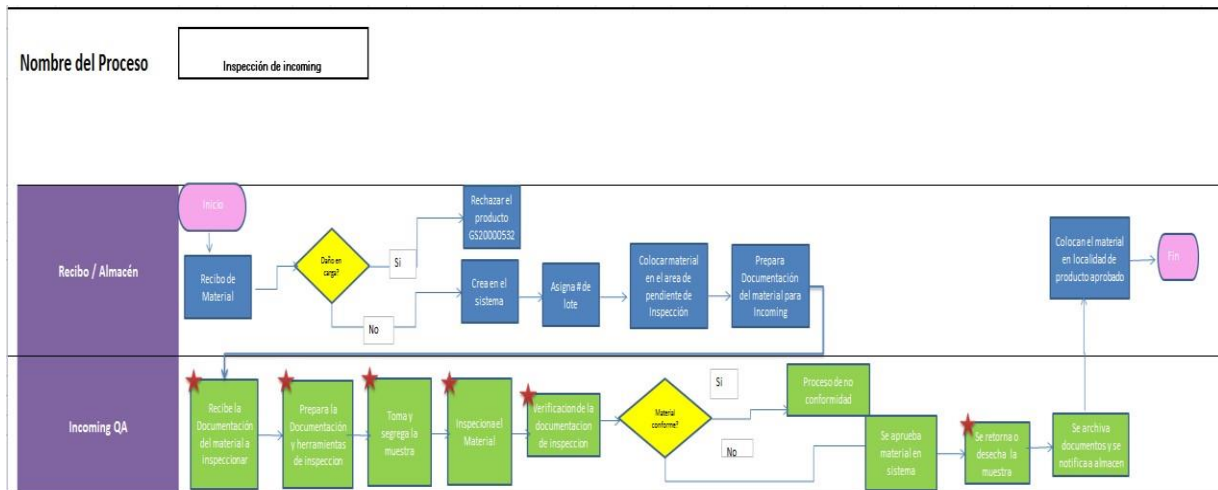 Nombre del Proceso
Inspección de incoming
Recibo / Almacén
Inicio
Recibo de
Material
Daño en
carga?
Si
No
Rechazar el
producto
GS20000532
Crea en el
sistema
Asigna # de
lote
Colocar material
en el area de
pendiente de
Inspección
Prepara
Documentación
del material para
Incoming
Colocan el material
en localidad de
producto aprobado
Fin
Incoming QA
Recibe la
Documentación
del material a
inspeccionar
Prepara la
Documentación
y herramientas
de inspeccion
Toma y
segrega la
muestra
Inspeciona el
Material
Verificacion de la
documentacion
de inspeccion
Material
conforme?
Si
No
Proceso de no
conformidad
Se aprueba
material en
sistema
Se retorna o
desecha la
muestra
Se archiva
documentos y se
notifica a almacen